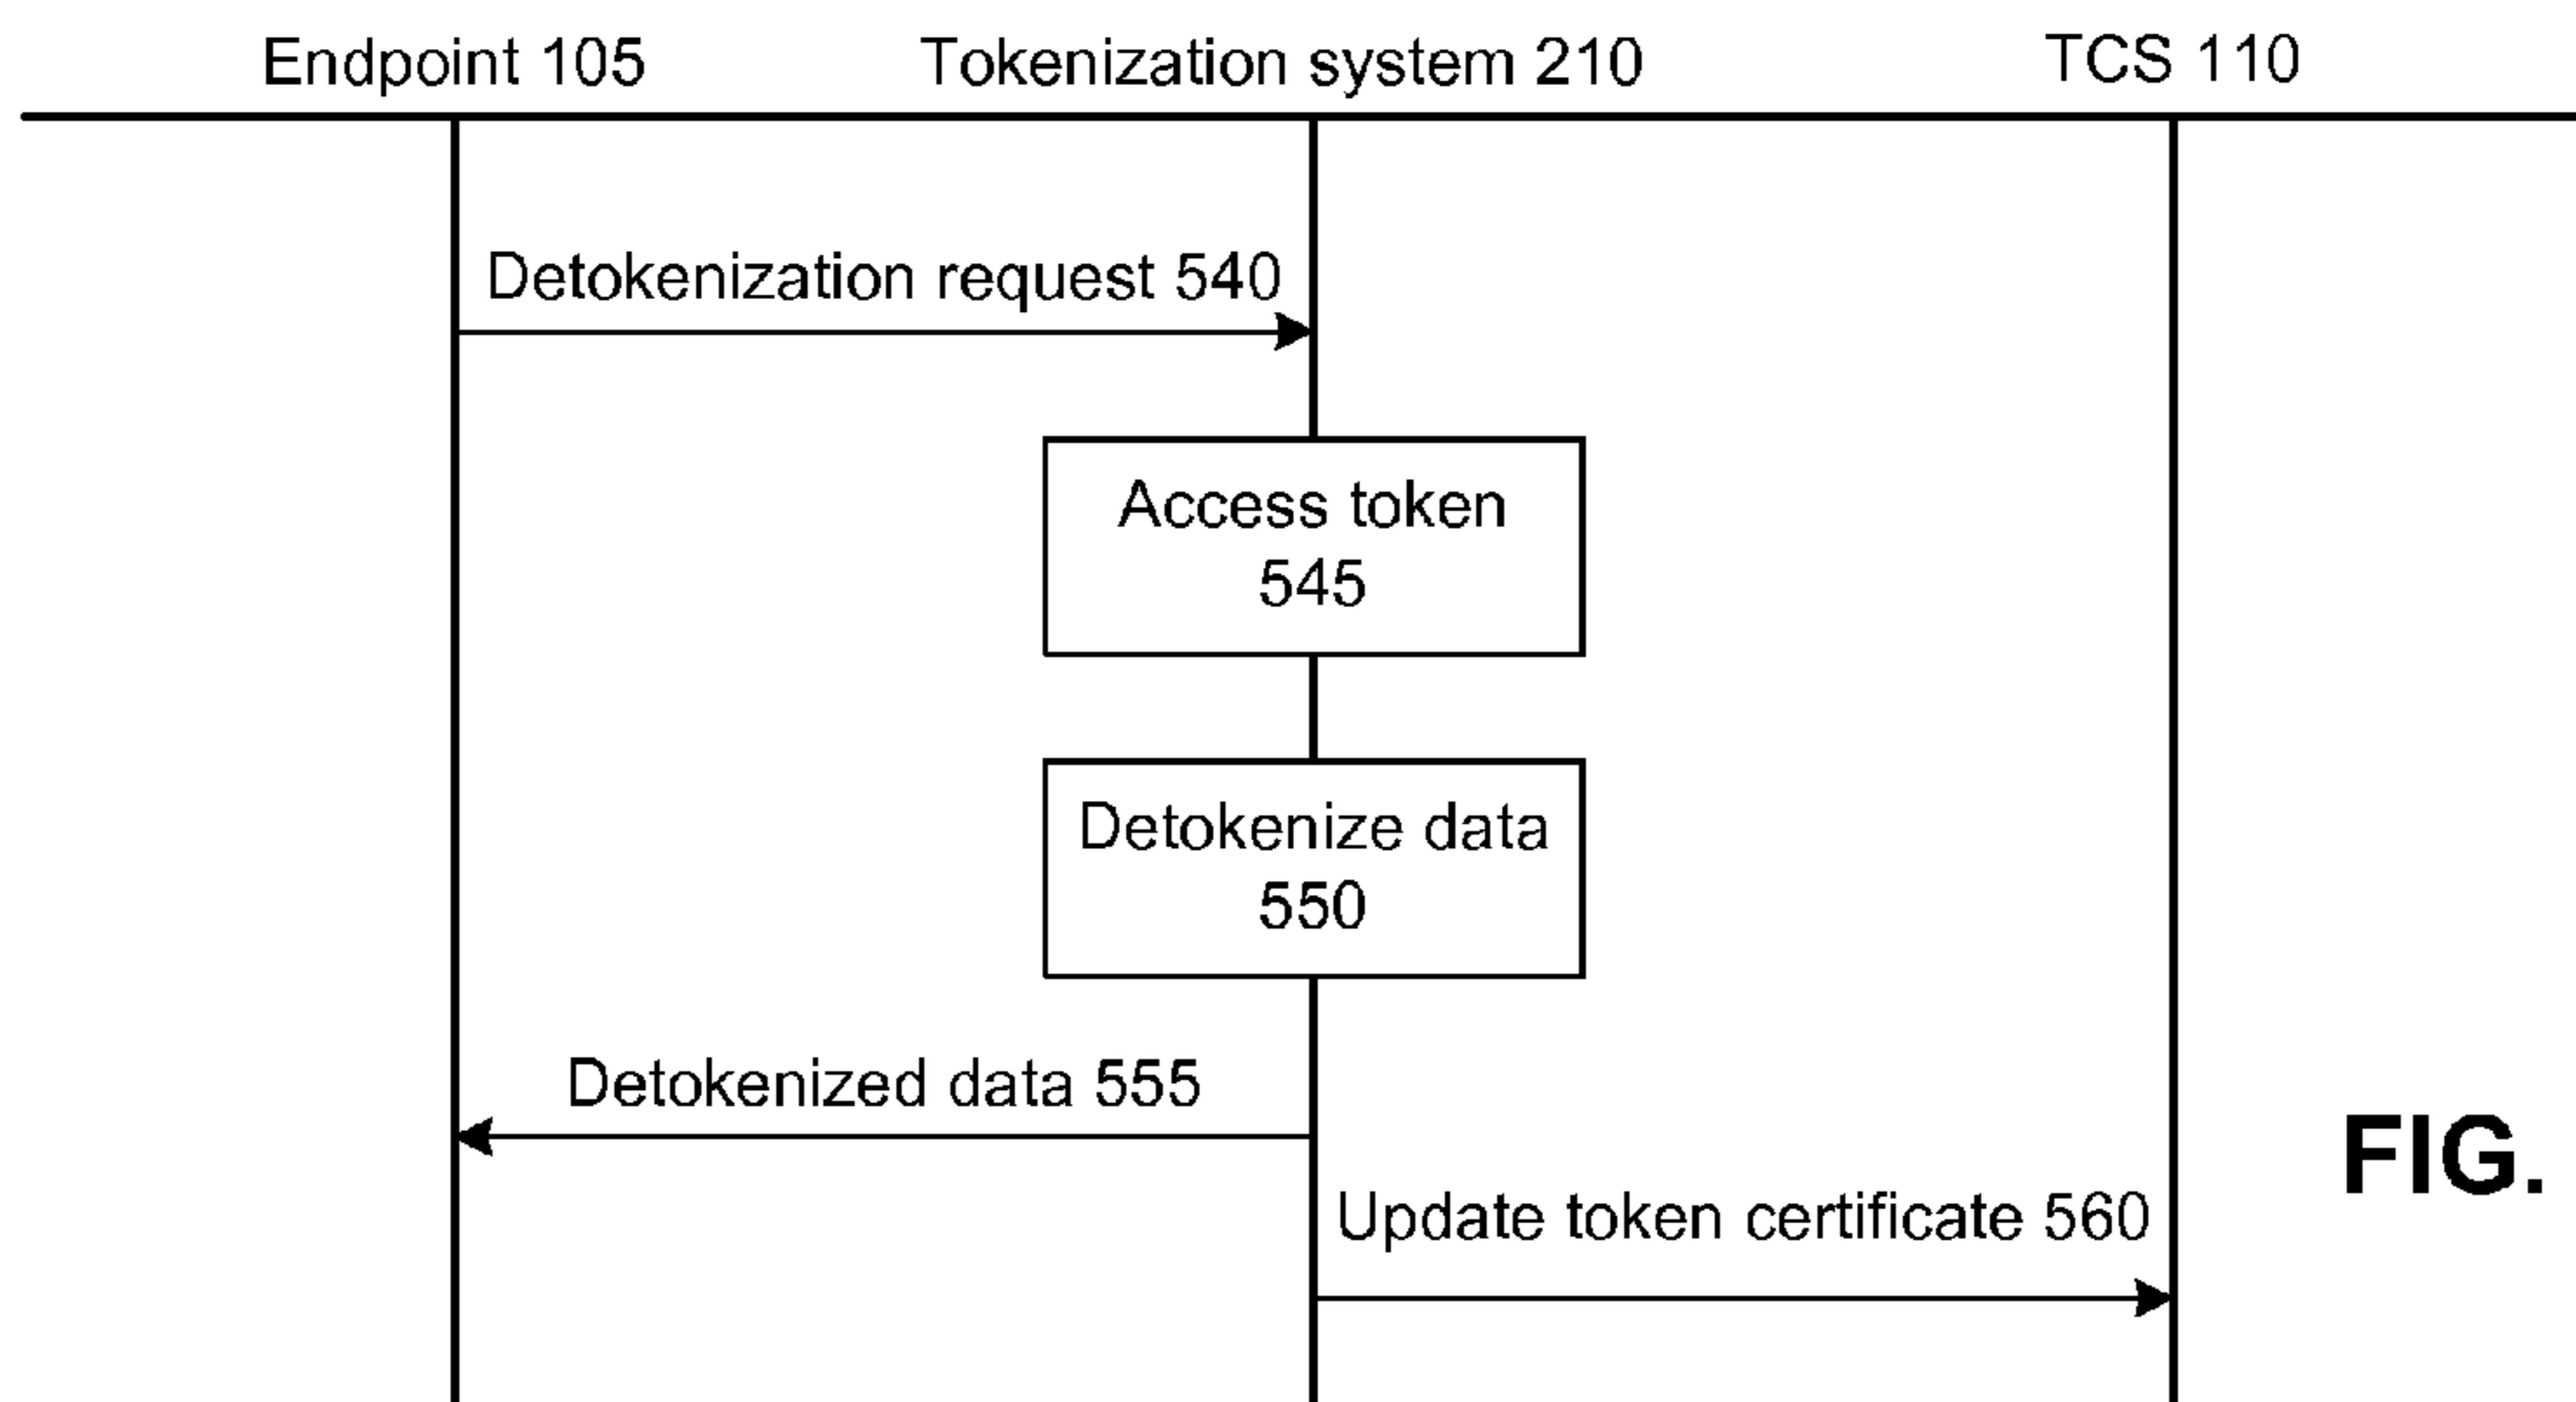 Endpoint 105 Tokenization system 210 TCS 110
Detokenization request 540
Access token
545
Detokenize data
550
Detokenized data 555
FIG.
Update token certificate 560